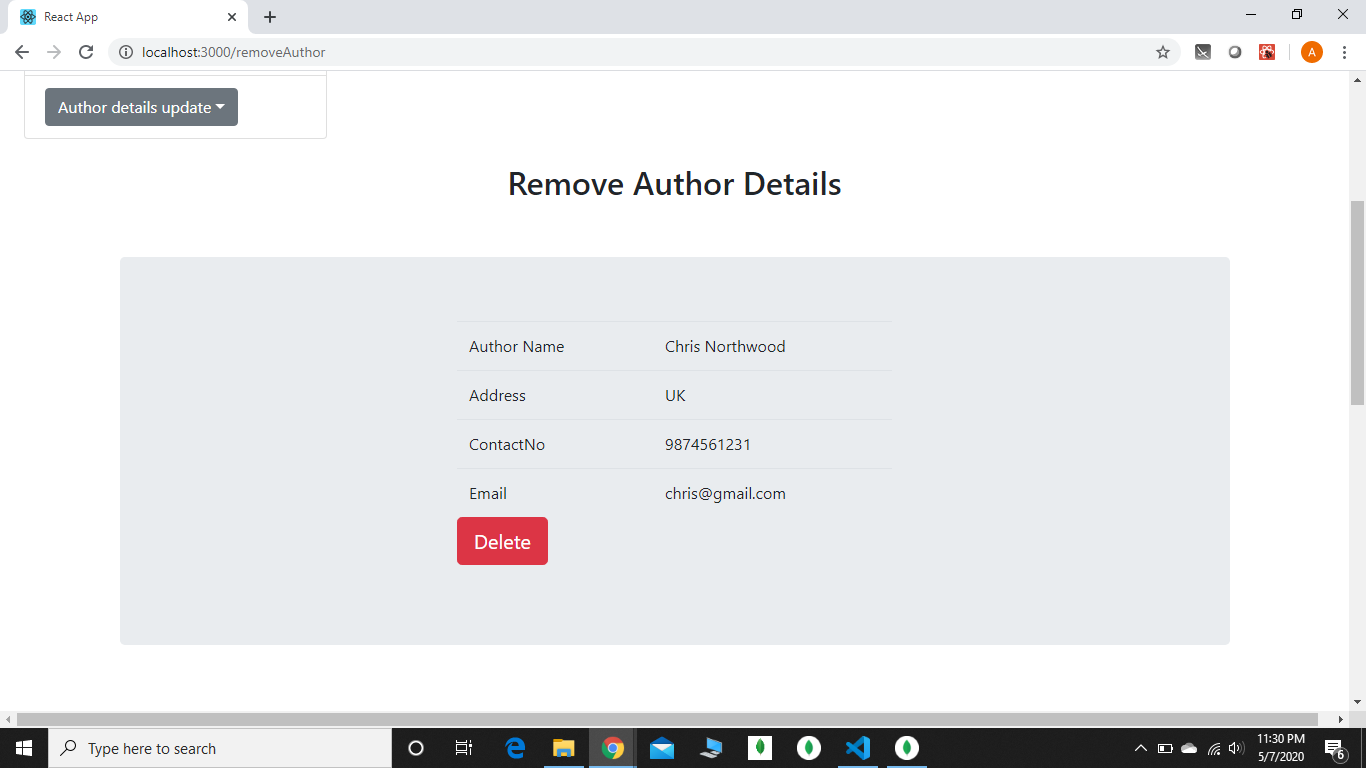 React App
localhost:3000/removeAuthor
A
Author details update
Remove Author Details
Author Name Chris Northwood
Address UK
ContactNo 9874561231
Email chris@gmail.com
Delete
Type here to search
11:30 PM
5/7/2020
6